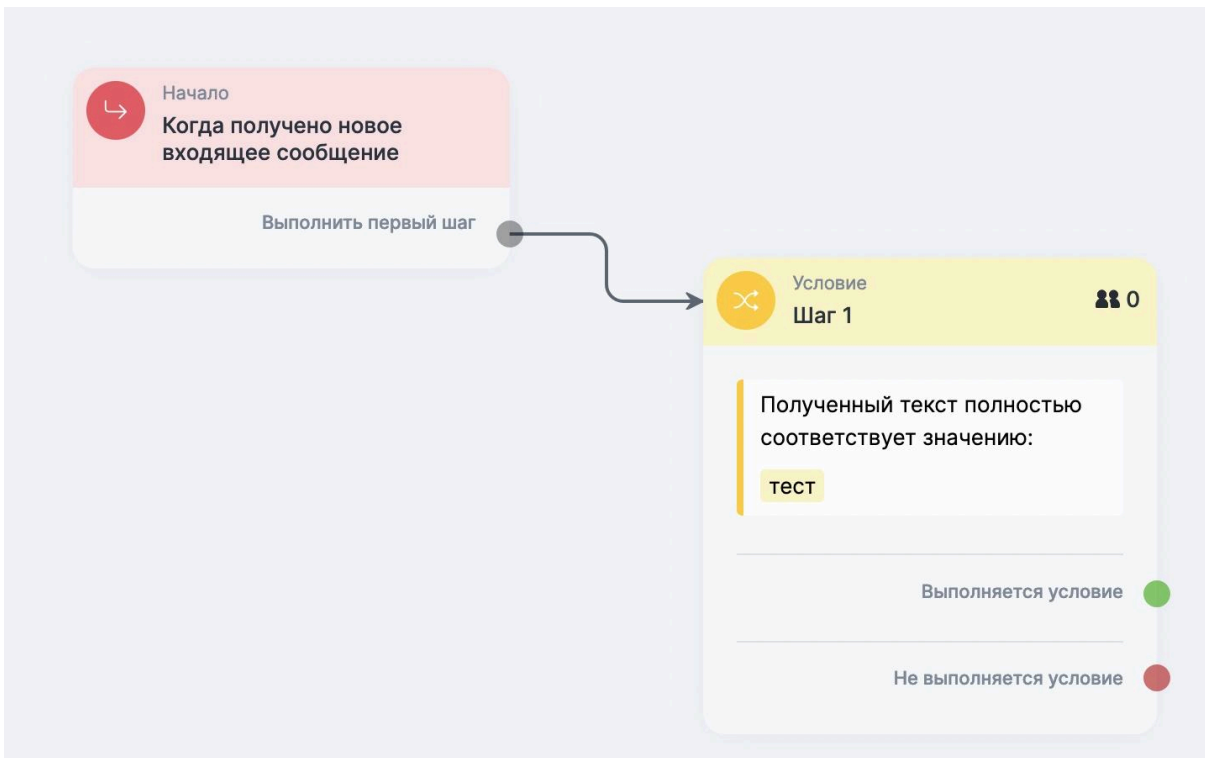 Начало
Когда получено новое
входящее сообщение
Выполнить первый шаг
Условие
Шаг 1
0
Полученный текст полностью
соответствует значению:
тест
Выполняется условие
Не выполняется условие